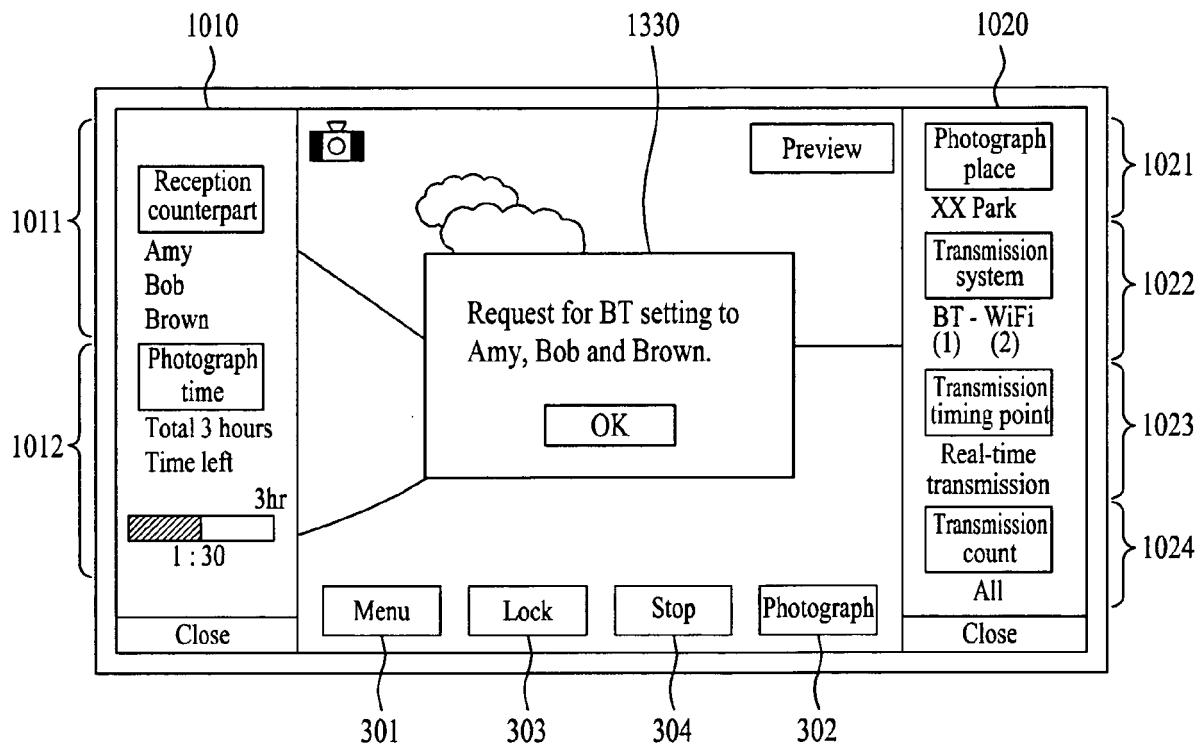 1010
1330
1020
Reception
counterpart
Amy
Bob
Brown
Photograph
time
Total 3 hours
Time left
3hr
1 : 30
Close
1011
1012
Preview
Request for BT setting to
Amy, Bob and Brown.
OK
Menu
Lock
Stop
Photograph
301
303
304
302
Photograph
place
XX Park
Transmission
system
BT - WiFi
(1) (2)
Transmission
timing point
Real-time
transmission
Transmission
count
All
Close
1021
1022
1023
1024